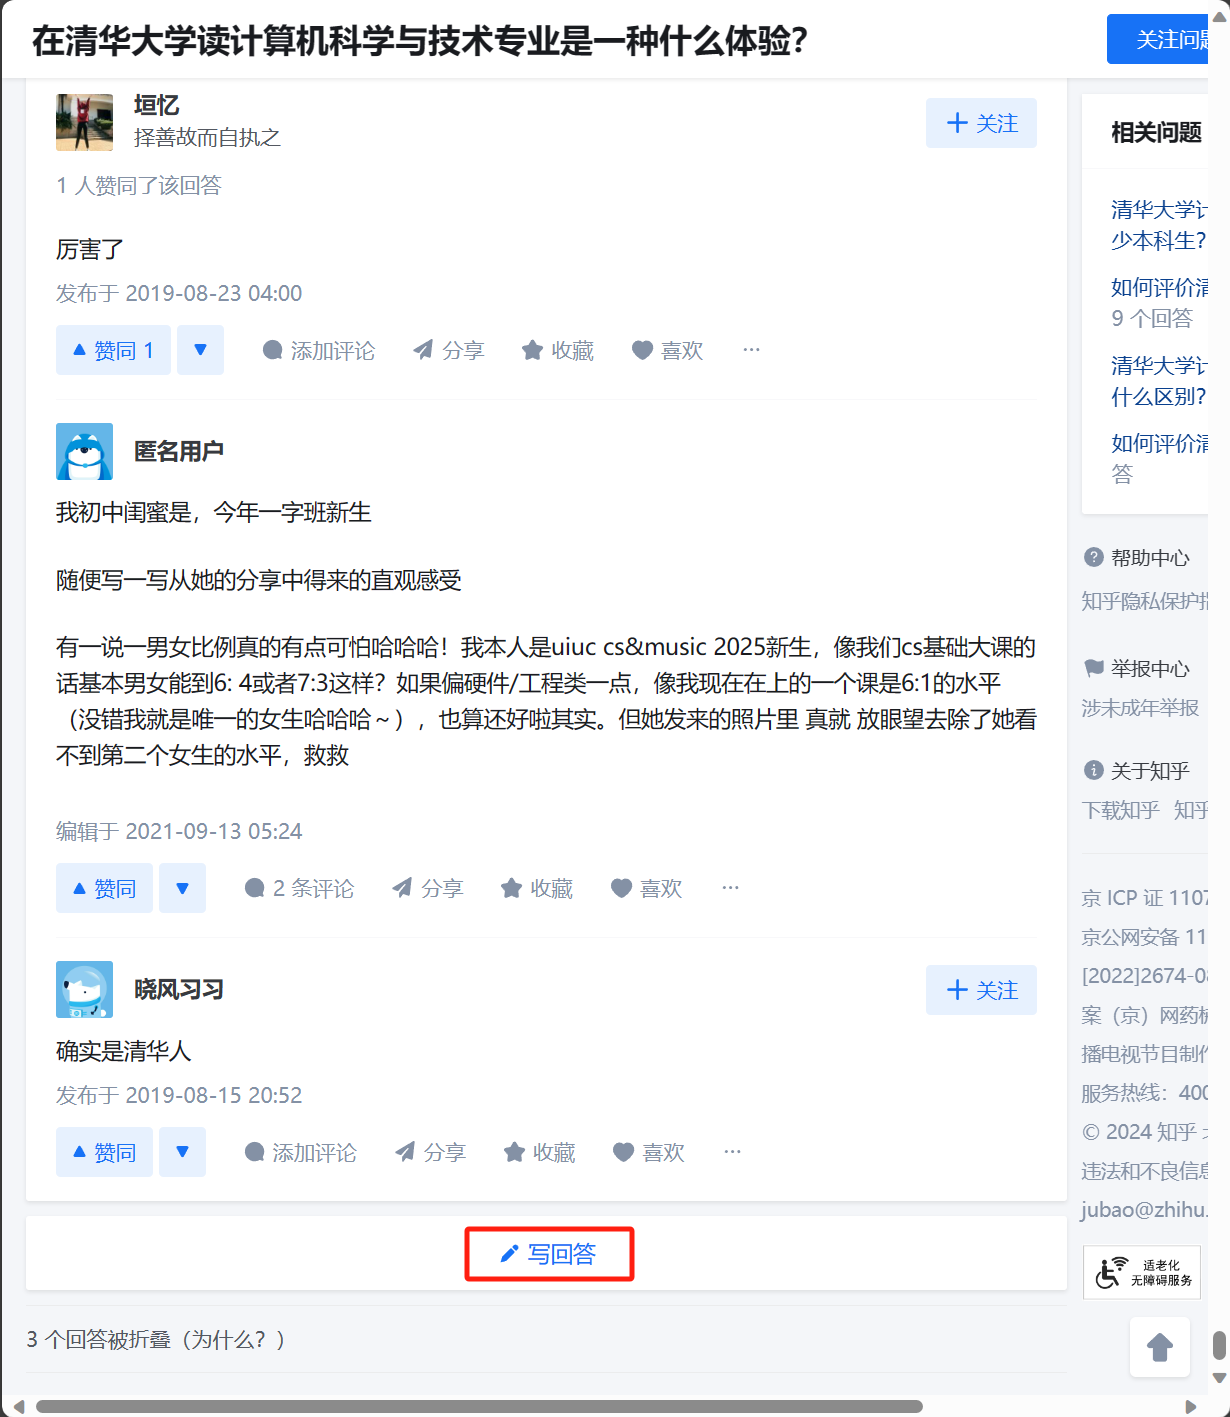 在清华大学读计算机科学与技术专业是一种什么体验？
关注问题
垣忆
择善故而自执之
关注
1 人赞同了该回答
厉害了
发布于 2019-08-23 04:00
赞同 1
添加评论
分享
收藏
喜欢
匿名用户
我初中闺蜜是，今年一字班新生
随便写一写从她的分享中得来的直观感受
有一说一男女比例真的有点可怕哈哈哈！我本人是uiuc cs&music 2025新生，像我们cs基础大课的
话基本男女能到6: 4或者7:3这样？如果偏硬件/工程类一点，像我现在在上的一个课是6:1的水平
（没错我就是唯一的女生哈哈哈～），也算还好啦其实。但她发来的照片里 真就 放眼望去除了她看
不到第二个女生的水平，救救
编辑于 2021-09-13 05:24
赞同
2 条评论
分享
收藏
喜欢
晓风习习
关注
确实是清华人
发布于 2019-08-15 20:52
赞同
添加评论
分享
收藏
喜欢
写回答
3 个回答被折叠（为什么？）
相关问题
清华大学计
少本科生？
如何评价清
9 个回答
清华大学计
什么区别？
如何评价清
答
帮助中心
知乎隐私保护指
举报中心
涉未成年举报
关于知乎
下载知乎 知乎
京 ICP 证 1107
京公网安备 11
[2022]2674-08
案（京）网药械
播电视节目制作
服务热线：400
© 2024 知乎
违法和不良信息
jubao@zhihu.
适老化
无障碍服务